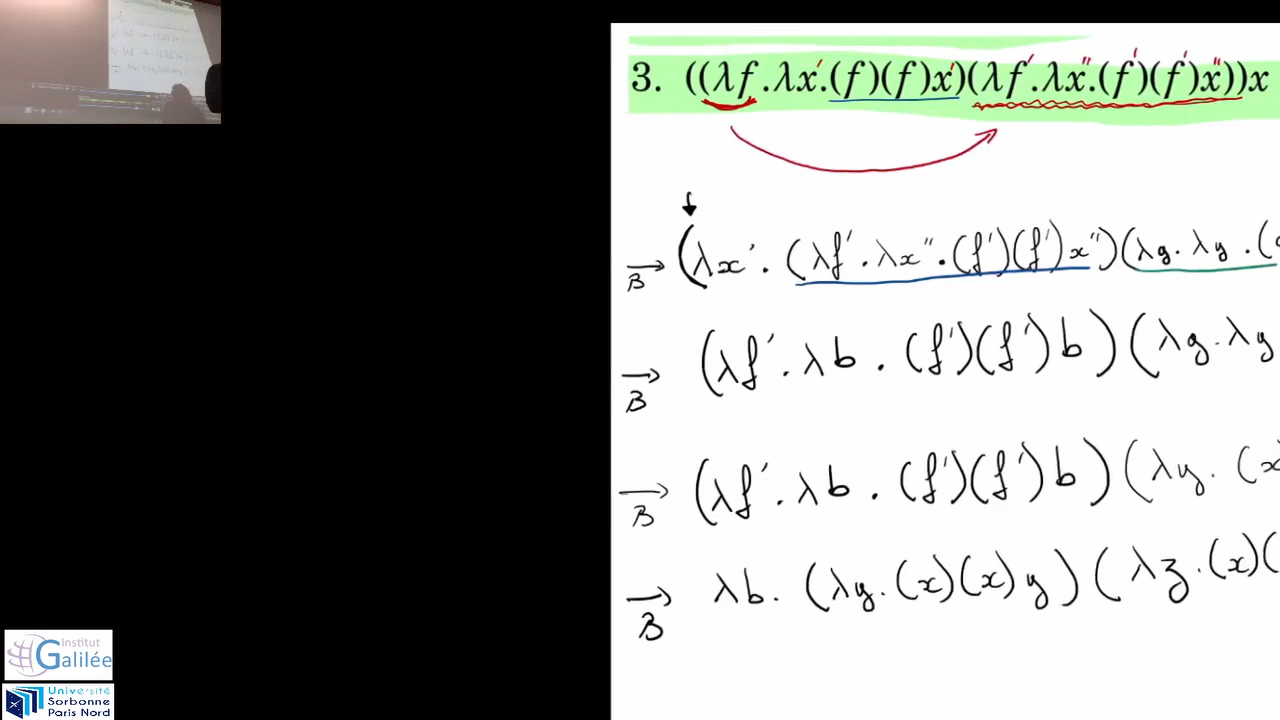 3. ((λf.λx'.(f)(f)x')(λf'.λx''.(f')(f')x''))x
→β (λx'.(λf'.λx''.(f')(f')x'')(λg.λy.(
→β (λf'.λb.(f')(f')b)(λg.λy
→β (λf'.λb.(f')(f')b)(λy.(x
→β λb.(λy.(x)(x)y)(λz.(x)(
Institut
Galilée
Université
Sorbonne
Paris Nord